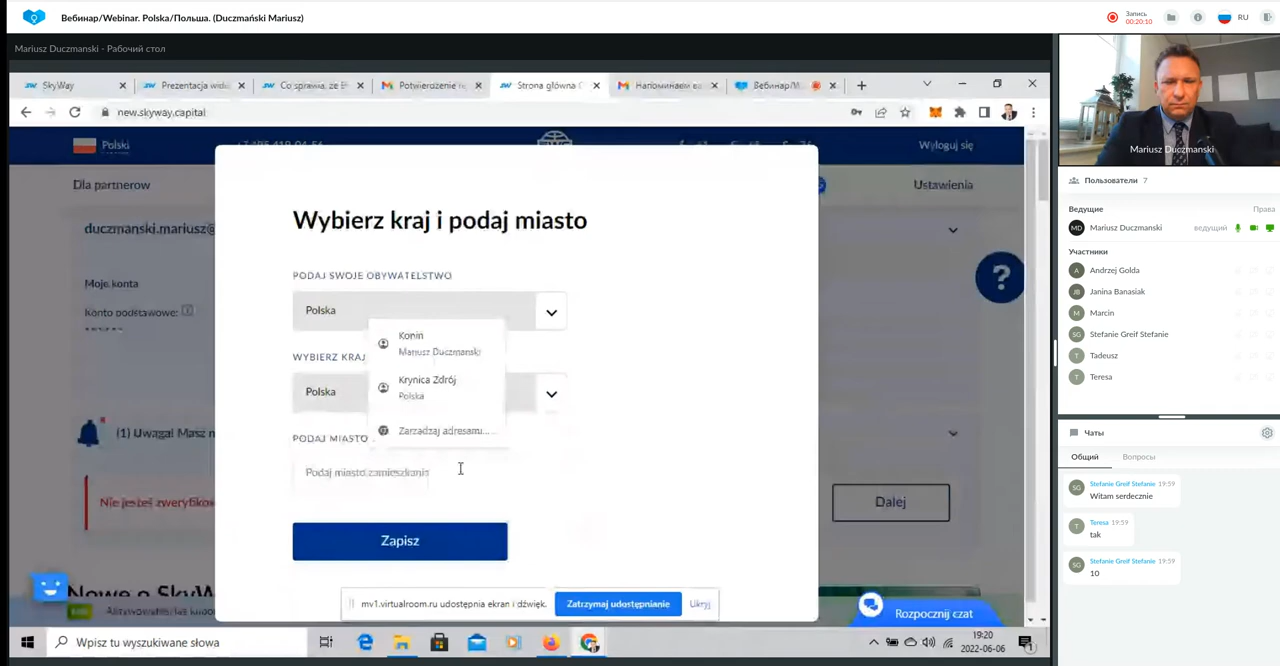 Вебинар/Webinar. Polska/Польша. (Duczmański Mariusz)
Запись
00:20:10
RU
Mariusz Duczmanski - Рабочий стол
SkyWay
Prezentacja
Co sprawia, że
Potwierdzenie
Strona główna
Напоминаем
Вебинар/
new.skyway.capital
Polski
Wyloguj się
Dla partnerow
Ustawienia
duczmanski.mariusz@
Moje konta
Konto podstawowe:
(1) Uwaga! Masz n
Nie jesteś zweryfikow
Dalej
?
Wybierz kraj i podaj miasto
PODAJ SWOJE OBYWATELSTWO
Polska
Konin
Mariusz Duczmanski
WYBIERZ KRAJ
Krynica Zdrój
Polska
Polska
Zarządzaj adresami...
PODAJ MIASTO
Podaj miasto zamieszkania
Zapisz
mv1.virtualroom.ru udostępnia ekran i dźwięk.
Zatrzymaj udostępnianie
Ukryj
Rozpocznij czat
Wpisz tu wyszukiwane słowa
19:20
2022-06-06
Mariusz Duczmanski
Пользователи 7
Ведущие
Права
MD
Mariusz Duczmanski
ведущий
Участники
A
Andrzej Golda
JB
Janina Banasiak
M
Marcin
SG
Stefanie Greif Stefanie
T
Tadeusz
T
Teresa
Чаты
Общий
Вопросы
SG
Stefanie Greif Stefanie 19:59
Witam serdecznie
T
Teresa 19:59
tak
SG
Stefanie Greif Stefanie 19:59
10